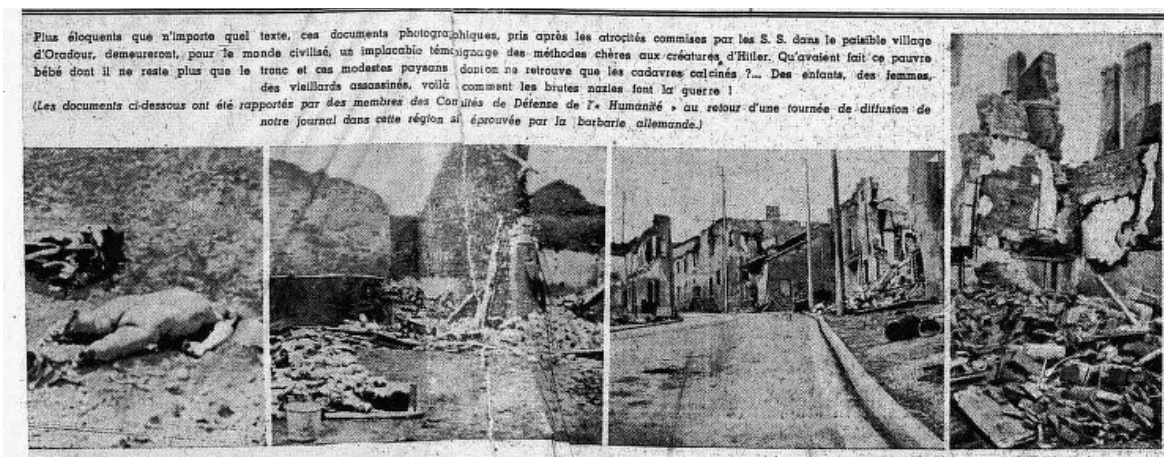 Plus éloquents que n'importe quel texte, ces documents photographiques, pris après les atrocités commises par les S. S. dans le paisible village
d'Oradour, demeureront, pour le monde civilisé, un implacable témoignage des méthodes chères aux créatures d'Hitler. Qu'avaient fait ce pauvre
bébé dont il ne reste plus que le tronc et ces modestes paysans dont on ne retrouve que les cadavres calcinés ?... Des enfants, des femmes,
des vieillards assassinés, voilà comment les brutes nazies font la guerre !
(Les documents ci-dessous ont été rapportés par des membres des Comités de Défense de l'« Humanité » au retour d'une tournée de diffusion de
notre journal dans cette région si éprouvée par la barbarie allemande.)